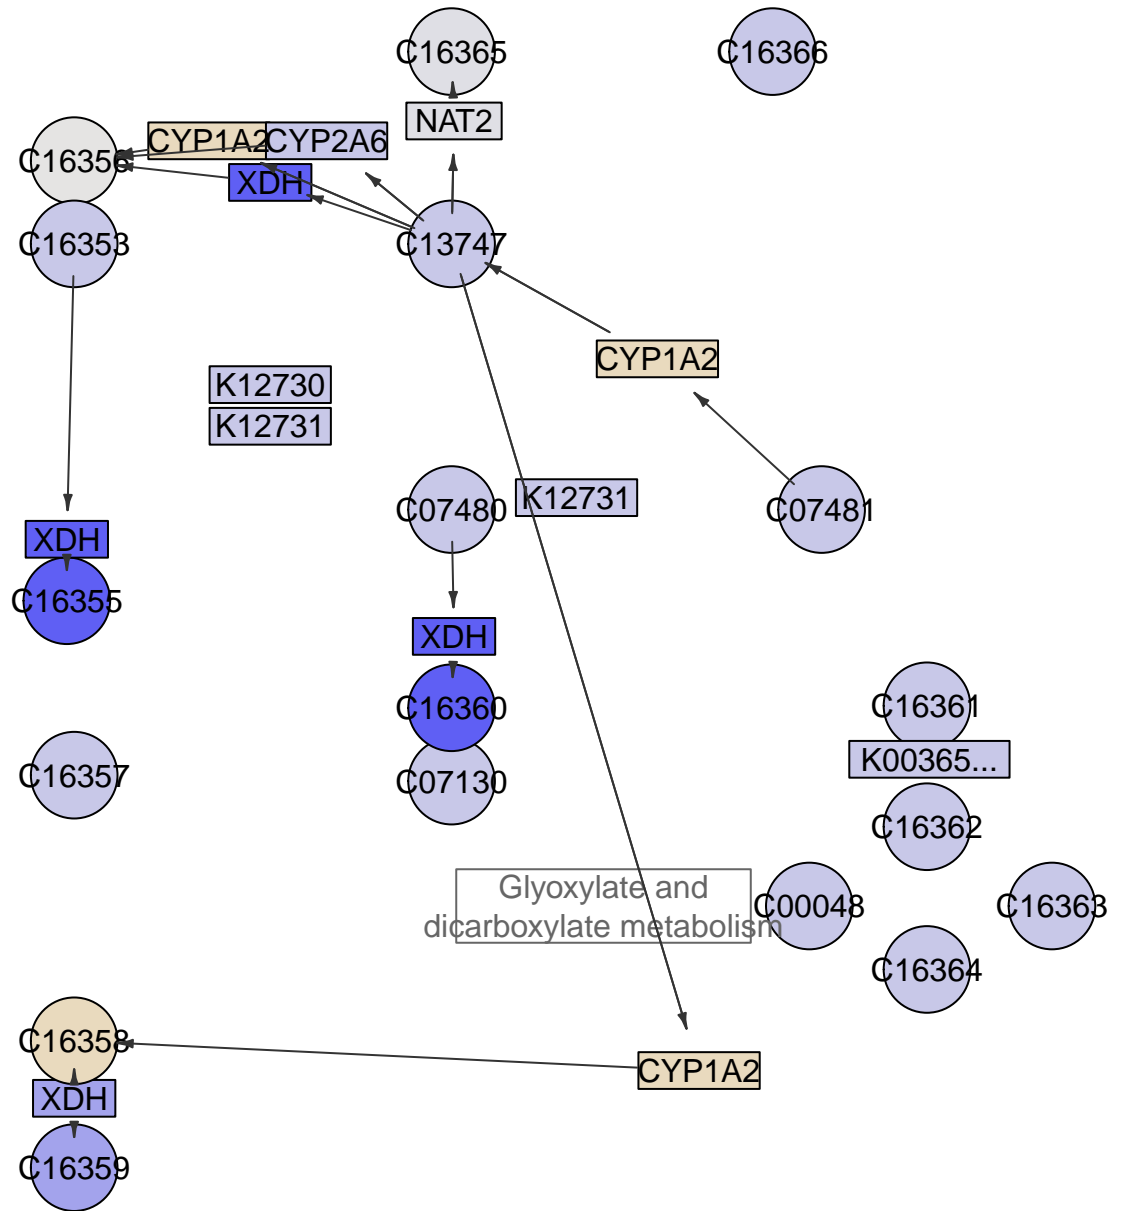 C16365
C16366
NAT2
CYP1A2
CYP2A6
C16356
XDH
C16353
C13747
CYP1A2
K12730
K12731
K12731
C07480
C07481
XDH
C16355
XDH
C16360
C16361
K00365...
C16357
C07130
C16362
Glyoxylate and
dicarboxylate metabolism
C00048
C16363
C16364
C16358
CYP1A2
XDH
C16359